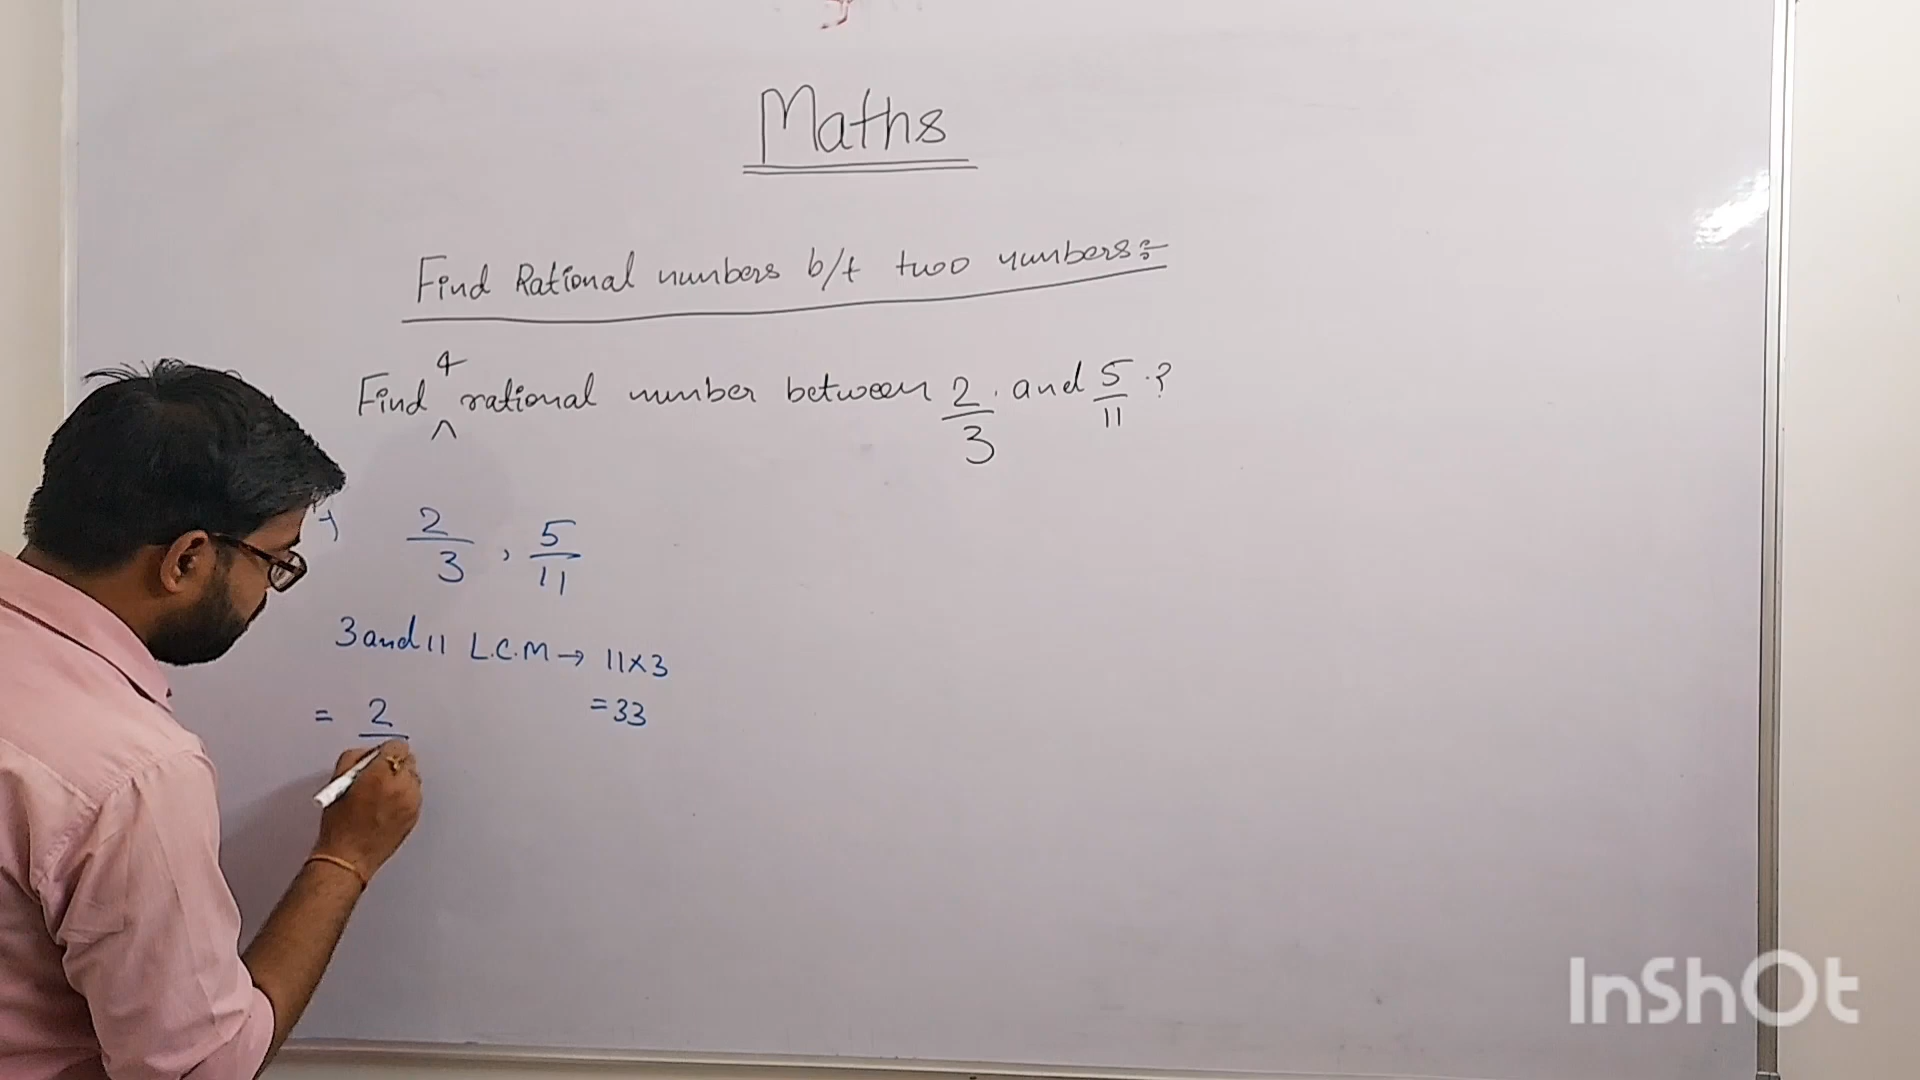 Maths
Find Rational numbers b/t two numbers:-
Find ^4 rational number between 2/3. and 5/11.?
2/3, 5/11
3 and 11 L.C.M → 11×3
= 33
= 2
InShOt